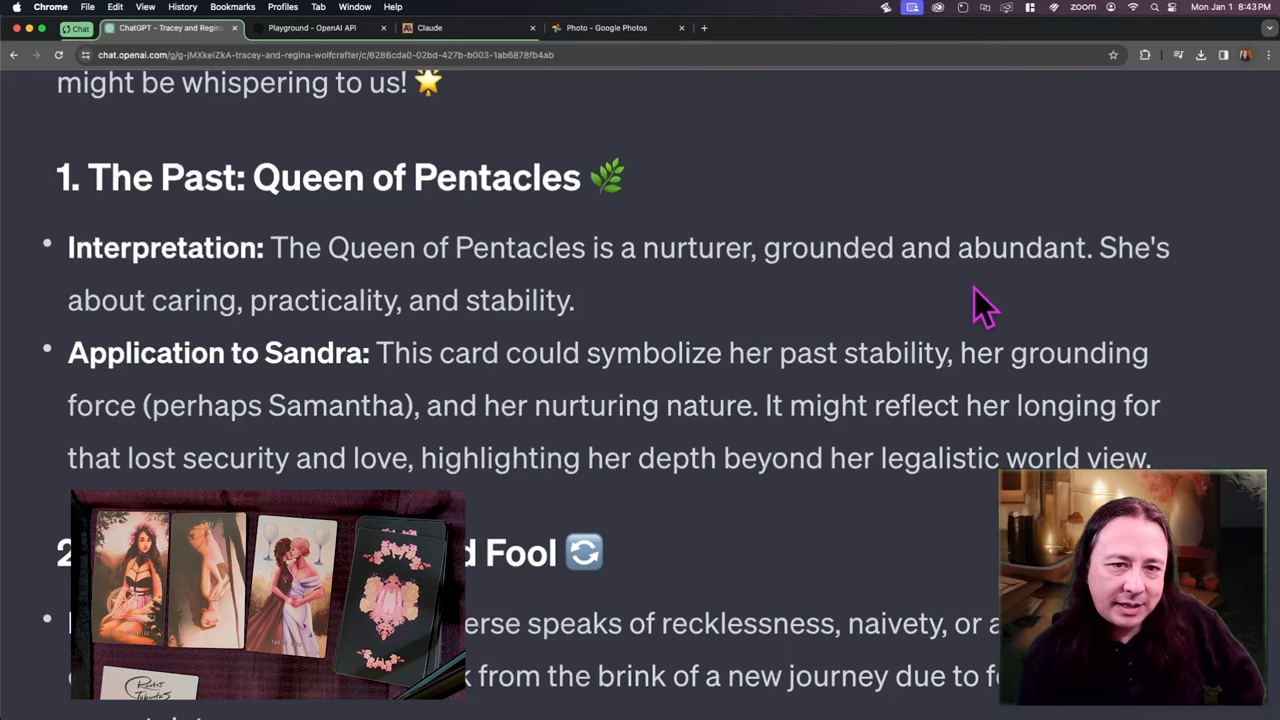 Chrome File Edit View History Bookmarks Profiles Tab Window Help zoom Mon Jan 1 8:43 PM
Chat ChatGPT - Tracey and Regina Playground - OpenAI API Claude Photo - Google Photos
chat.openai.com/g/g-jMXkeIZkA-tracey-and-regina-wolfcrafter/c/6286cda0-02bd-427b-b003-1ab6878fb4ab
might be whispering to us! 🌟
1. The Past: Queen of Pentacles 🌿
• Interpretation: The Queen of Pentacles is a nurturer, grounded and abundant. She's
about caring, practicality, and stability.
• Application to Sandra: This card could symbolize her past stability, her grounding
force (perhaps Samantha), and her nurturing nature. It might reflect her longing for
that lost security and love, highlighting her depth beyond her legalistic world view.
2 d Fool 🔄
erse speaks of recklessness, naivety, or a
k from the brink of a new journey due to fe